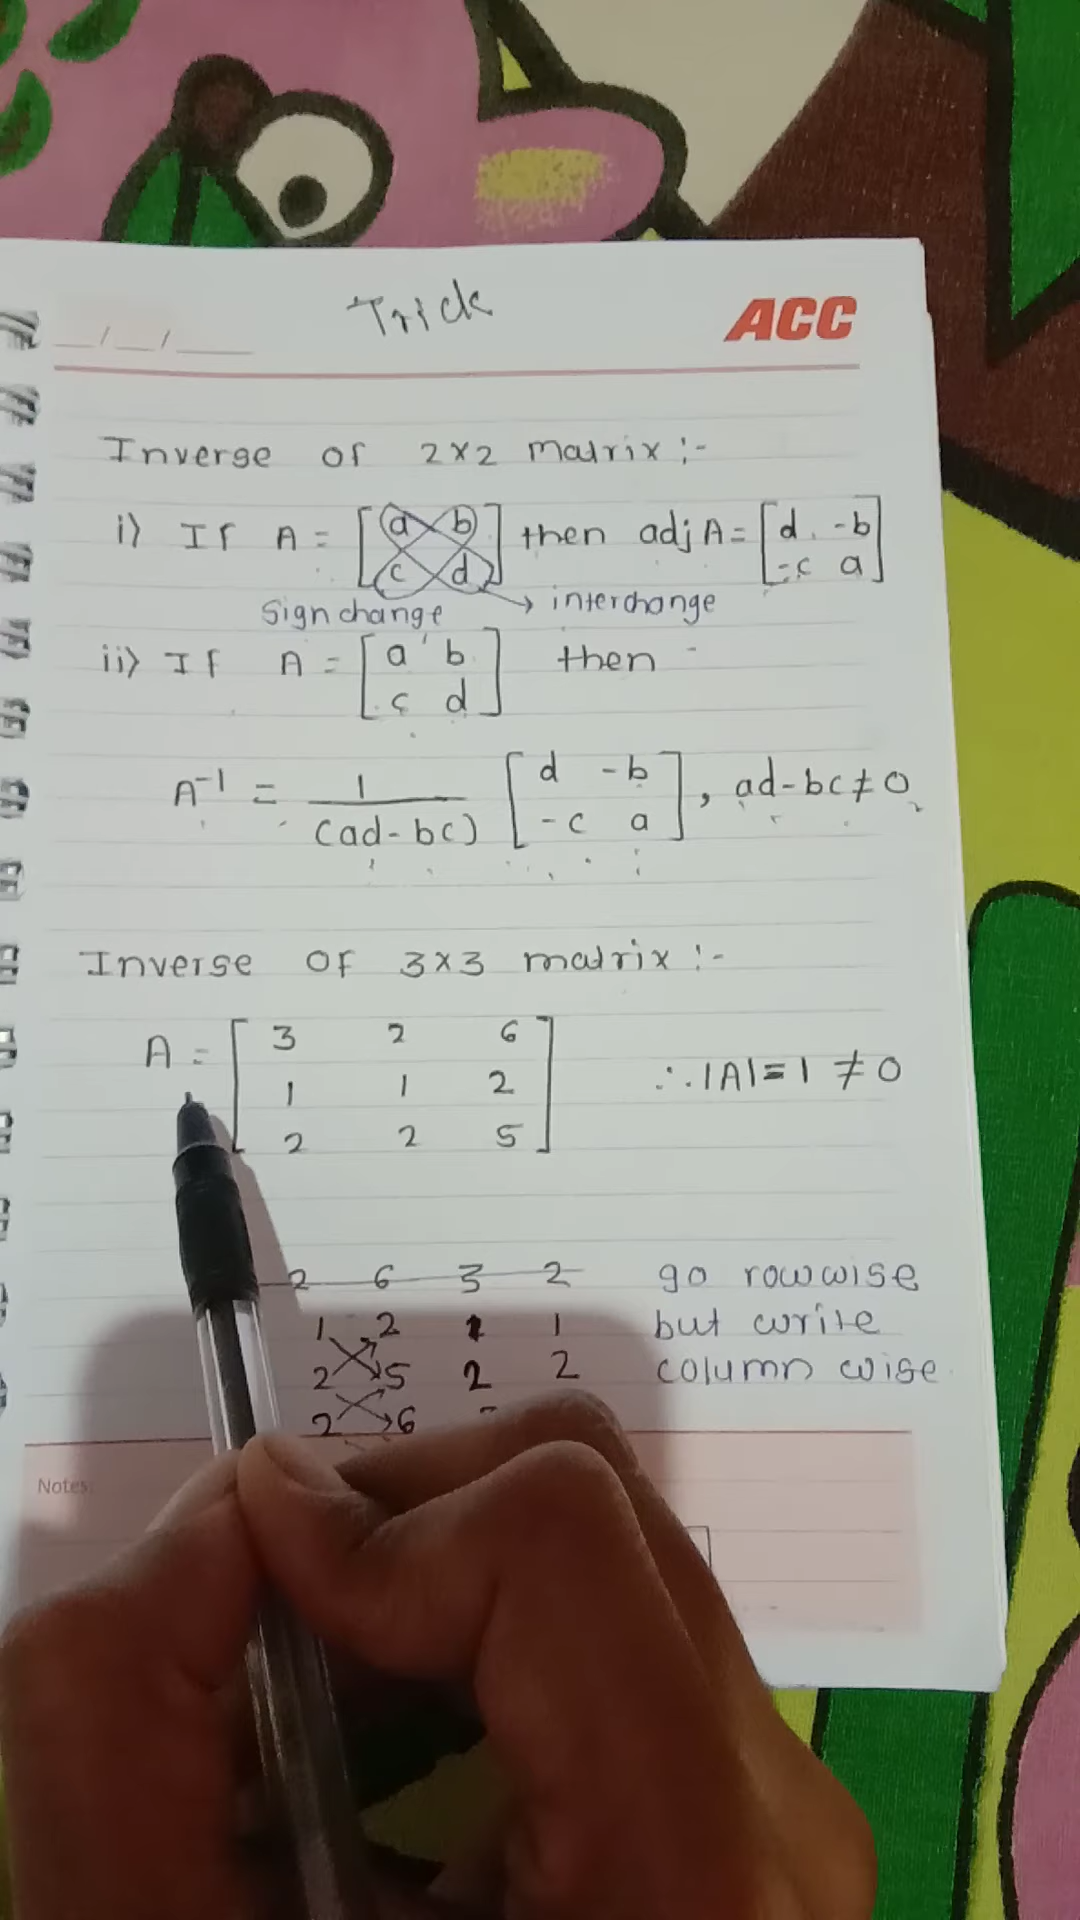 Trick
ACC
_/_/_
Inverse of 2×2 matrix :-
i) If A = [a b] then adj A = [d -b]
[c d] [-c a]
sign change → interchange
ii) If A = [a b] then
[c d]
A⁻¹ = 1 [d -b], ad-bc≠0
(ad-bc) [-c a]
Inverse of 3×3 matrix :-
A = [3 2 6]
[1 1 2] ∴ |A| = 1 ≠ 0
[2 2 5]
2 6 3 2 go rowwise
1 2 1 1 but write
2 5 2 2 column wise
2 6
Notes: